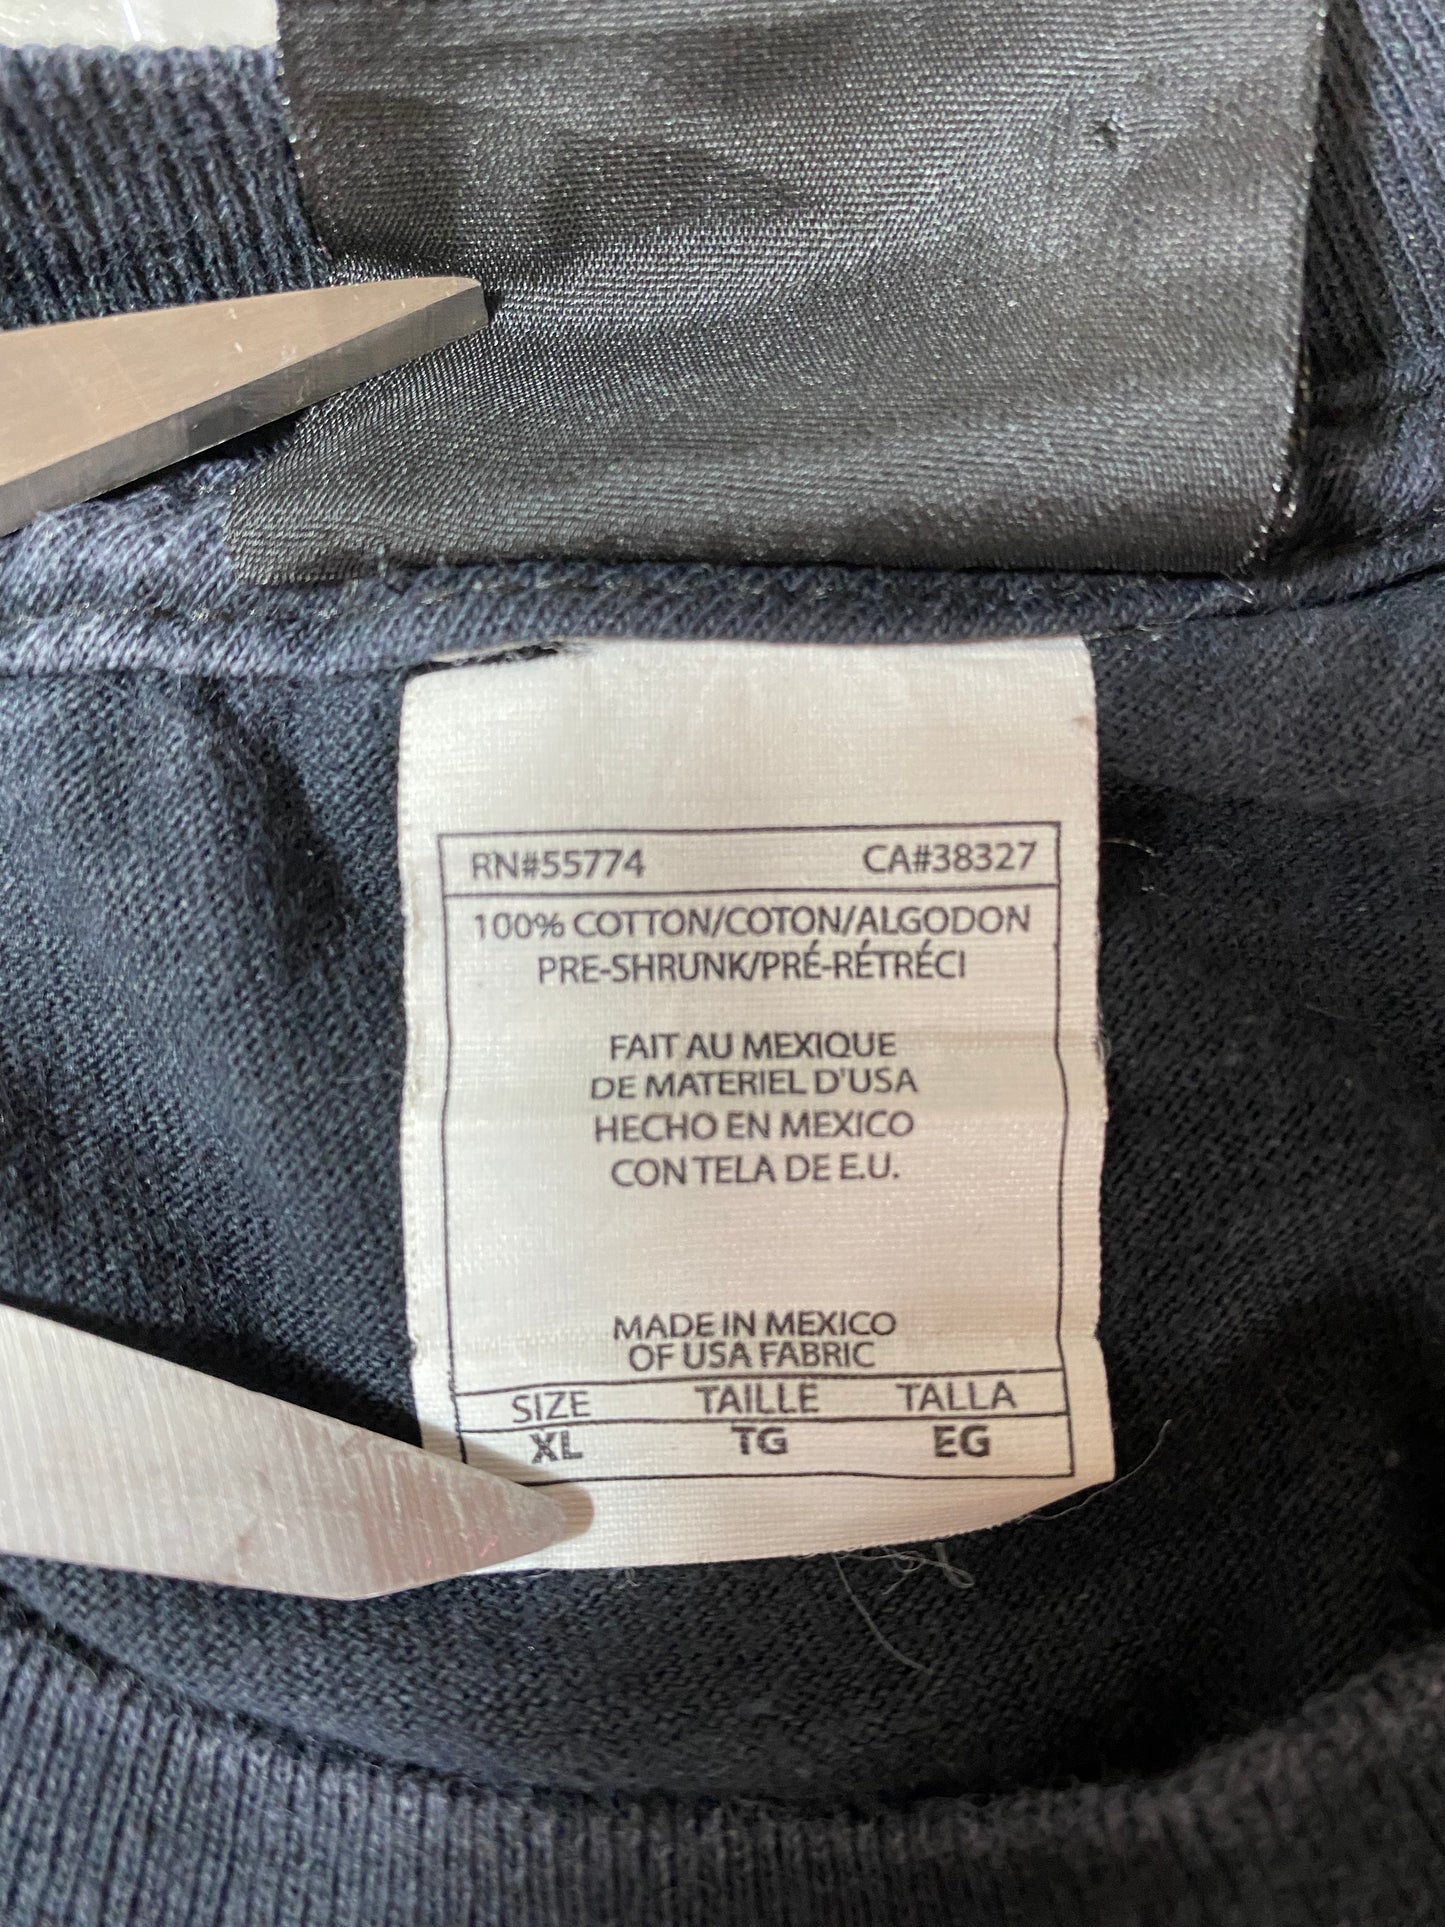 RN#55774 CA#38327
100% COTTON/COTON/ALGODON
PRE-SHRUNK/PRÉ-RÉTRÉCI
FAIT AU MEXIQUE
DE MATERIEL D'USA
HECHO EN MEXICO
CON TELA DE E.U.
MADE IN MEXICO
OF USA FABRIC
SIZE TAILLE TALLA
XL TG EG